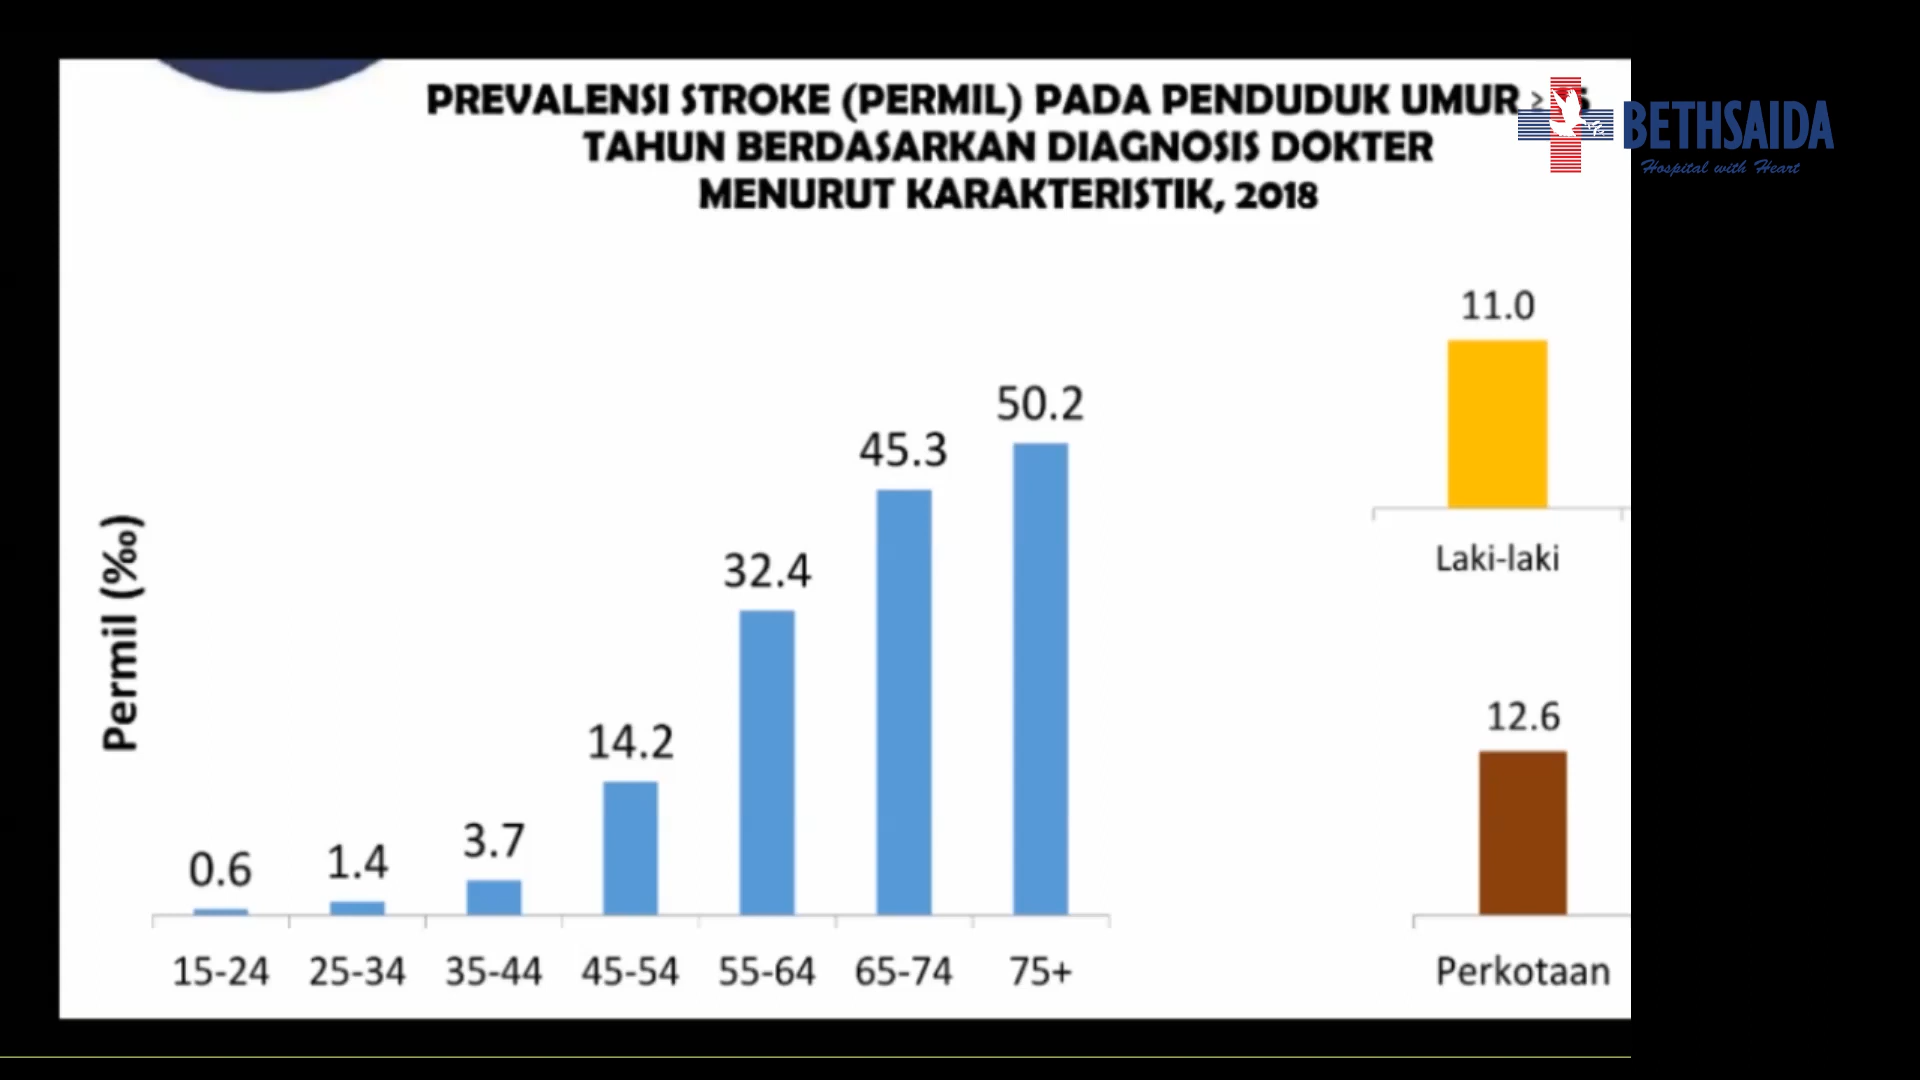 PREVALENSI STROKE (PERMIL) PADA PENDUDUK UMUR ≥
TAHUN BERDASARKAN DIAGNOSIS DOKTER
MENURUT KARAKTERISTIK, 2018
BETHSAIDA
Hospital with Heart
Permil (‰)
0.6
1.4
3.7
14.2
32.4
45.3
50.2
15-24
25-34
35-44
45-54
55-64
65-74
75+
11.0
Laki-laki
12.6
Perkotaan